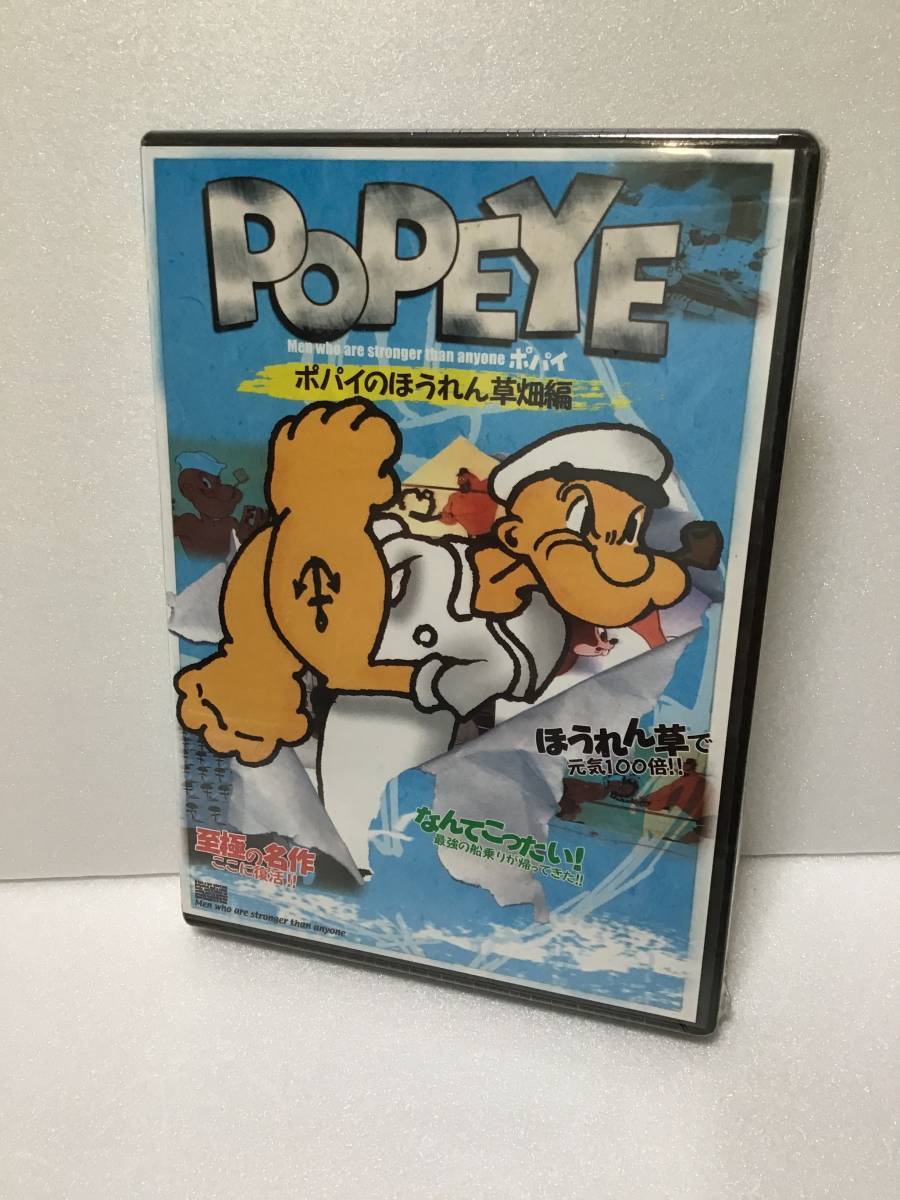 POPEYE
Men who are stronger than anyone ポパイ
ポパイのほうれん草畑編
ほうれん草で
元気100倍!!
なんてこったい!
最強の船乗りが帰ってきた!!
至極の名作
ここに復活!!
Men who are stronger than anyone